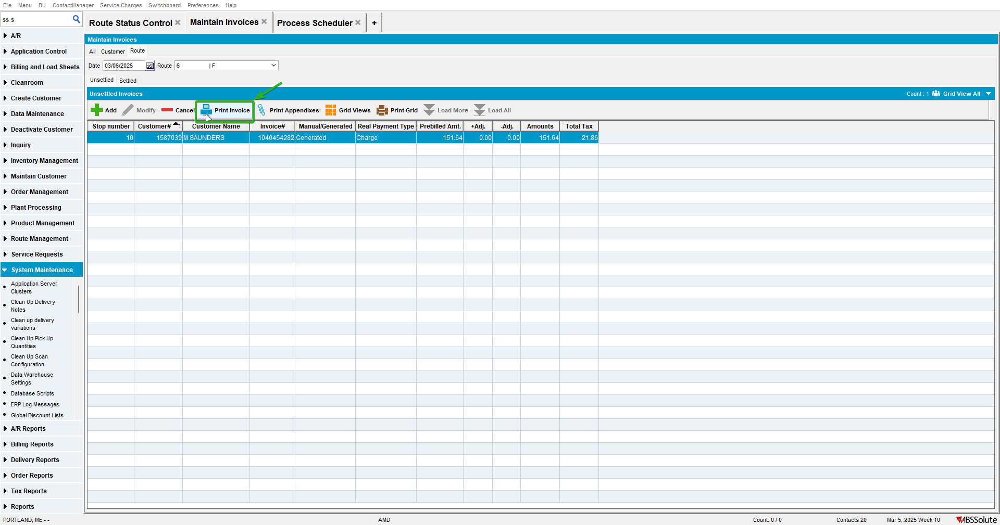 File Menu BU ContactManager Service Charges Switchboard Preferences Help
ss s
Route Status Control Maintain Invoices Process Scheduler +
A/R
Application Control
Billing and Load Sheets
Cleanroom
Create Customer
Data Maintenance
Deactivate Customer
Inquiry
Inventory Management
Maintain Customer
Order Management
Plant Processing
Product Management
Route Management
Service Requests
System Maintenance
Application Server
Clusters
Clean Up Delivery
Notes
Clean up delivery
variations
Clean Up Pick Up
Quantities
Clean Up Scan
Configuration
Data Warehouse
Settings
Database Scripts
ERP Log Messages
Global Discount Lists
A/R Reports
Billing Reports
Delivery Reports
Order Reports
Tax Reports
Reports
Maintain Invoices
All Customer Route
Date 03/06/2025 16 Route 6 | F
Unsettled Settled
Unsettled Invoices Count : 1 Grid View All
Add Modify Cancel Print Invoice Print Appendixes Grid Views Print Grid Load More Load All
Stop number Customer# 1 Customer Name Invoice# Manual/Generated Real Payment Type Prebilled Amt. +Adj. -Adj. Amounts Total Tax
10 1587039 M SAUNDERS 1040454282 Generated Charge 151.64 0.00 0.00 151.64 21.86
PORTLAND, ME - - AMD Count: 0 / 0 Contacts 20 Mar 5, 2025 Week 10 ABSSolute